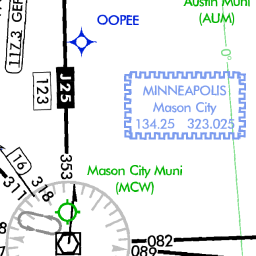 Austin Muni
(AUM)
OOPEE
117.3 GEF
J25
123
0°
MINNEAPOLIS
Mason City
134.25 323.025
16
353
318
311
Mason City Muni
(MCW)
082
089